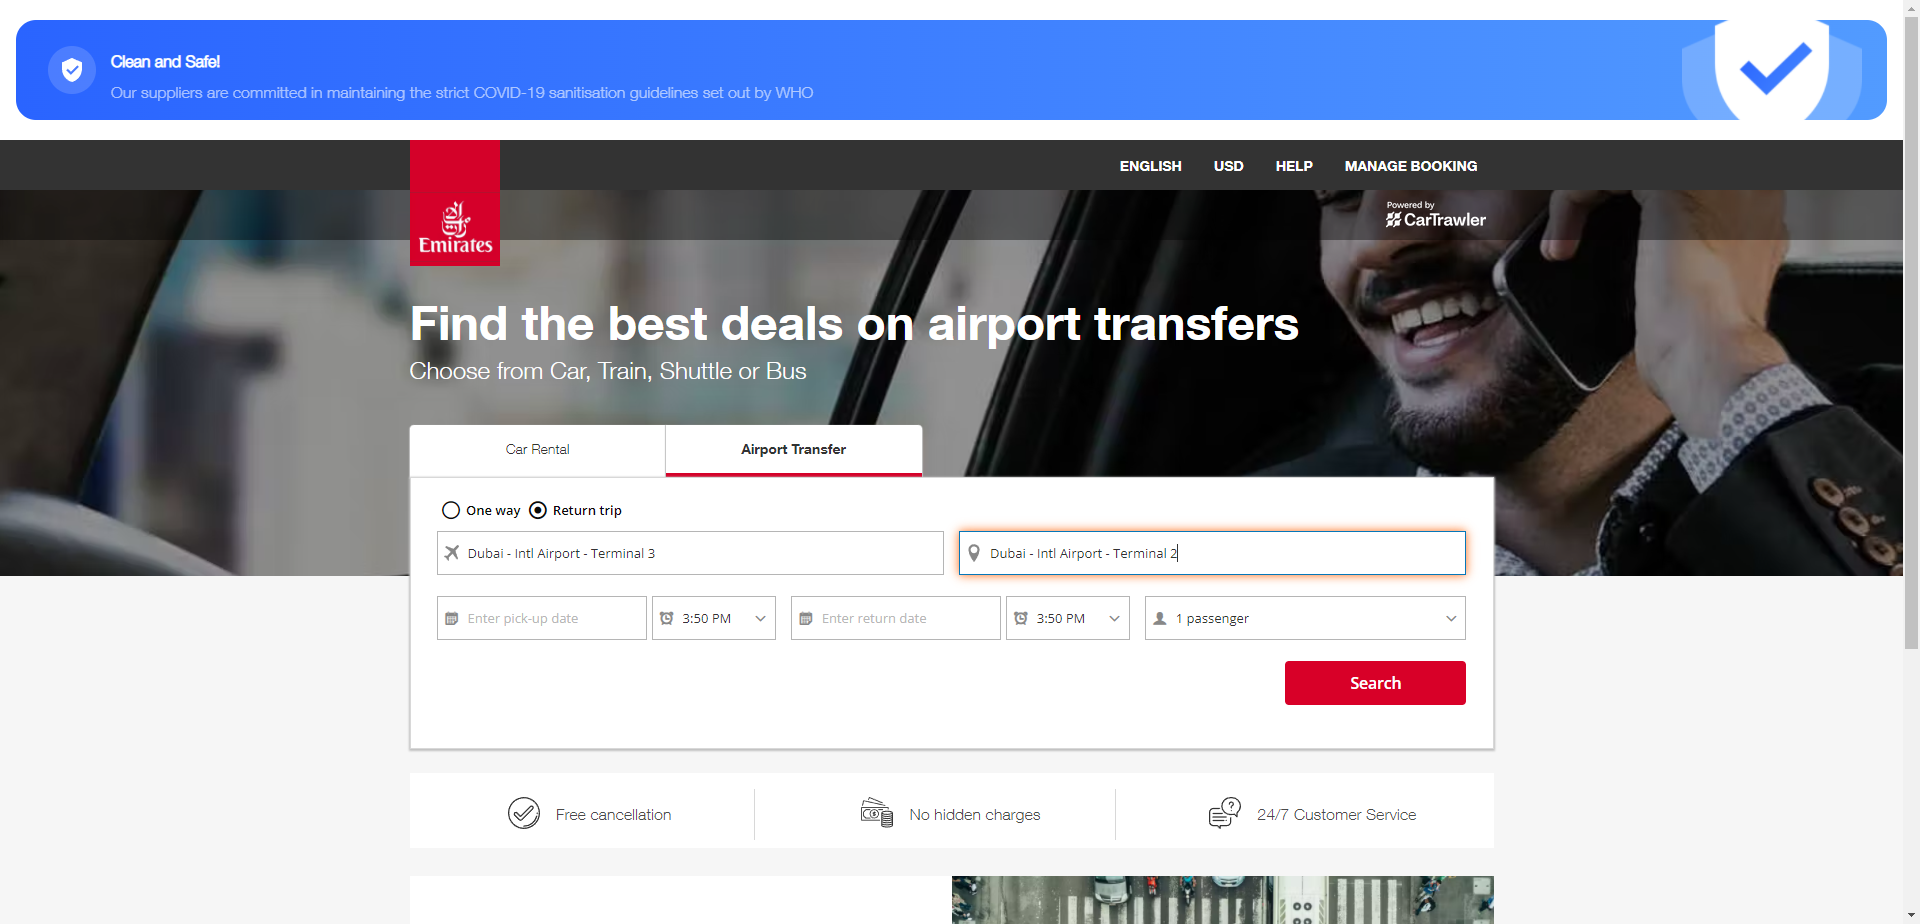 Clean and Safe!
Our suppliers are committed in maintaining the strict COVID-19 sanitisation guidelines set out by WHO
ENGLISH USD HELP MANAGE BOOKING
Powered by
CarTrawler
Emirates
Find the best deals on airport transfers
Choose from Car, Train, Shuttle or Bus
Car Rental Airport Transfer
One way Return trip
Dubai - Intl Airport - Terminal 3 Dubai - Intl Airport - Terminal 2
Enter pick-up date 3:50 PM Enter return date 3:50 PM 1 passenger
Search
Free cancellation No hidden charges 24/7 Customer Service